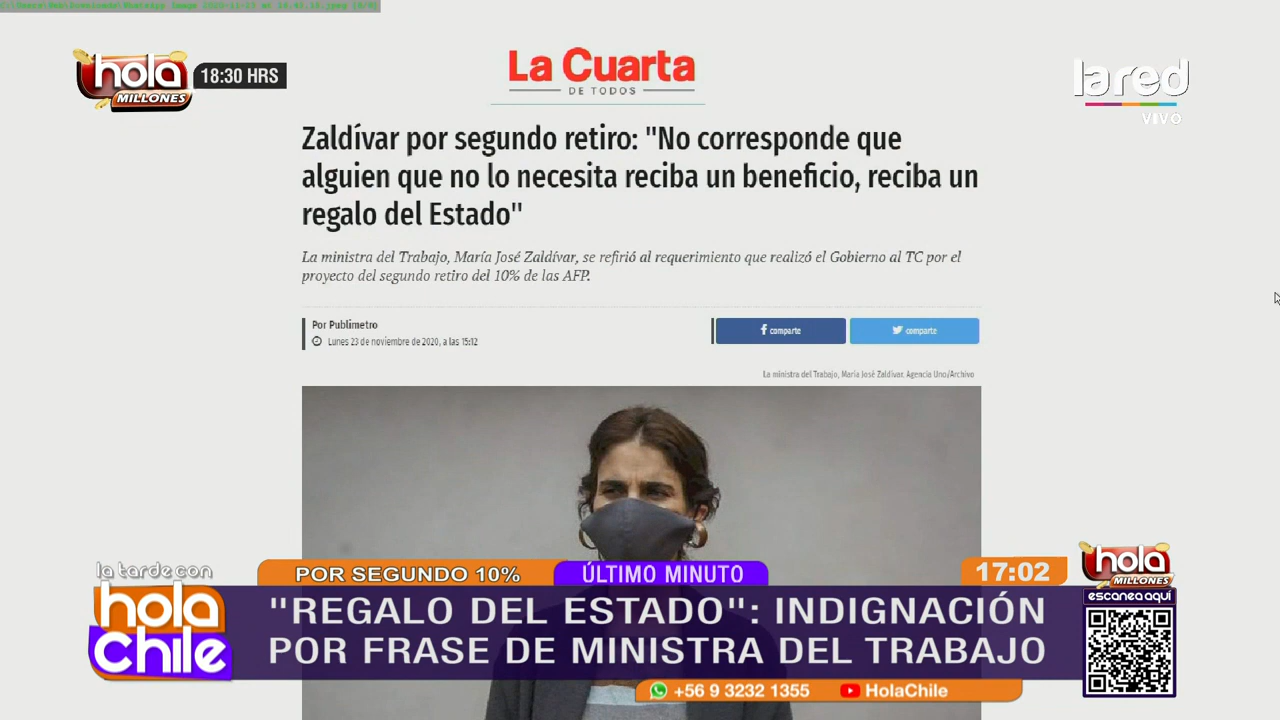 hola
MILLONES
18:30 HRS
La Cuarta
DE TODOS
lared
VIVO
Zaldívar por segundo retiro: "No corresponde que
alguien que no lo necesita reciba un beneficio, reciba un
regalo del Estado"
La ministra del Trabajo, María José Zaldívar, se refirió al requerimiento que realizó el Gobierno al TC por el
proyecto del segundo retiro del 10% de las AFP.
Por Publimetro
Lunes 23 de noviembre de 2020, a las 15:12
comparte
comparte
La ministra del Trabajo, María José Zaldívar. Agencia Uno/Archivo
la tarde con
hola
chile
POR SEGUNDO 10%
ÚLTIMO MINUTO
17:02
"REGALO DEL ESTADO": INDIGNACIÓN
POR FRASE DE MINISTRA DEL TRABAJO
hola
MILLONES
escanea aquí
+56 9 3232 1355
HolaChile